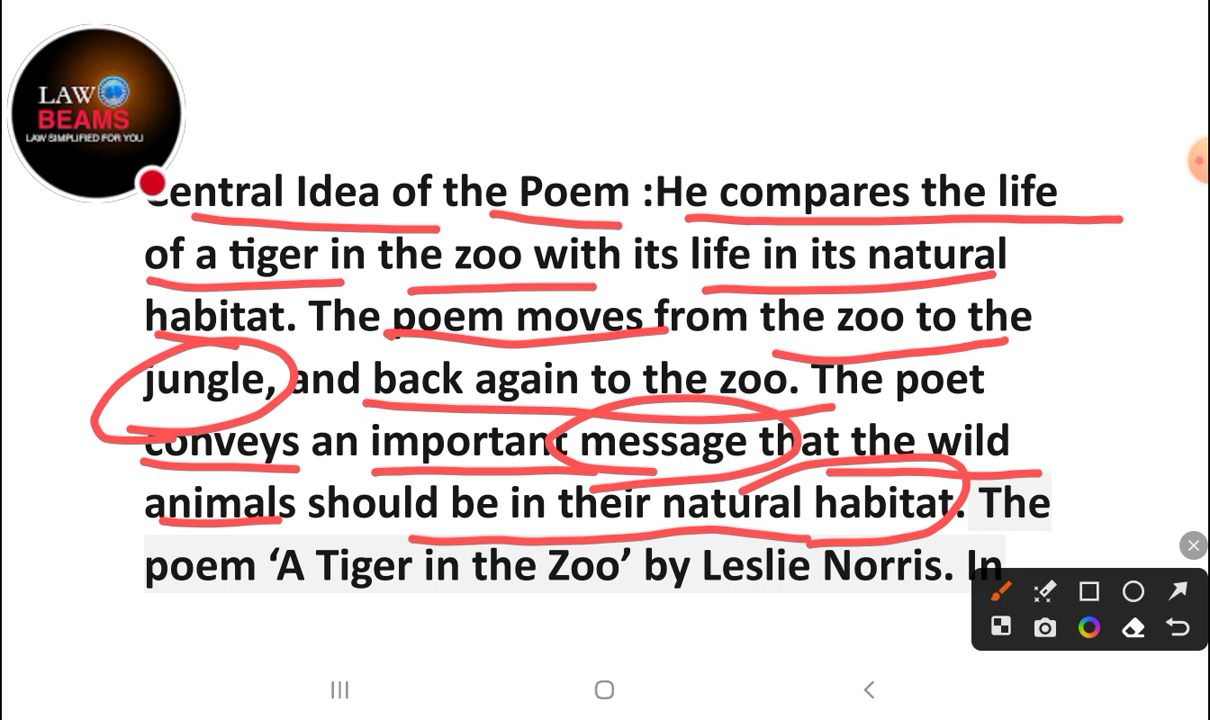 LAW
BEAMS
LAW SIMPLIFIED FOR YOU
Central Idea of the Poem :He compares the life
of a tiger in the zoo with its life in its natural
habitat. The poem moves from the zoo to the
jungle, and back again to the zoo. The poet
conveys an important message that the wild
animals should be in their natural habitat. The
poem ‘A Tiger in the Zoo’ by Leslie Norris. In